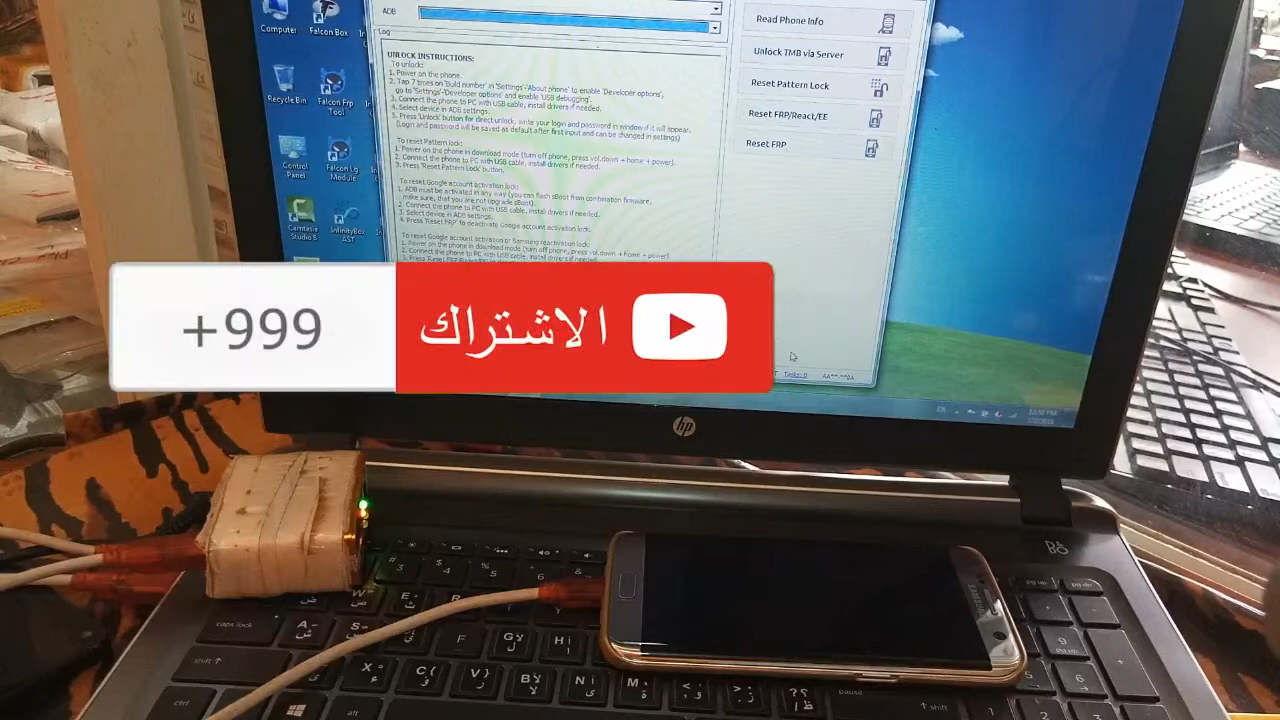 Computer
Falcon Box
Recycle Bin
Falcon Frp
Tool
Control
Panel
Falcon Lg
Module
Camtasia
Studio 8
InfinityBox
AST
ADB
Log
UNLOCK INSTRUCTIONS:
To unlock:
1. Power on the phone.
2. Tap 7 times on 'Build number' in 'Settings'-'About phone' to enable 'Developer options',
go to 'Settings'-'Developer options' and enable 'USB debugging'.
3. Connect the phone to PC with USB cable, install drivers if needed.
4. Select device in ADB settings.
5. Press 'Unlock' button for direct unlock, write your login and password in window if it will appear.
(Login and password will be saved as default after first input and can be changed in settings)
To reset Pattern lock:
1. Power on the phone in download mode (turn off phone, press vol.down + home + power).
2. Connect the phone to PC with USB cable, install drivers if needed.
3. Press 'Reset Pattern Lock' button.
To reset Google account activation lock:
1. ADB must be activated in any way (you can flash sBoot from combination firmware,
make sure, that you are not upgrade sBoot).
2. Connect the phone to PC with USB cable, install drivers if needed.
3. Select device in ADB settings.
4. Press 'Reset FRP' to deactivate Google account activation lock.
To reset Google account activation or Samsung reactivation lock:
1. Power on the phone in download mode (turn off phone, press vol.down + home + power)
2. Connect the phone to PC with USB cable, install drivers if needed.
Read Phone Info
Unlock TMB via Server
Reset Pattern Lock
Reset FRP/React/EE
Reset FRP
+999
الاشتراك
Tasks: 0
EN
12:58 PM
hp
SAMSUNG
caps lock
shift
ctrl
alt
pause
shift